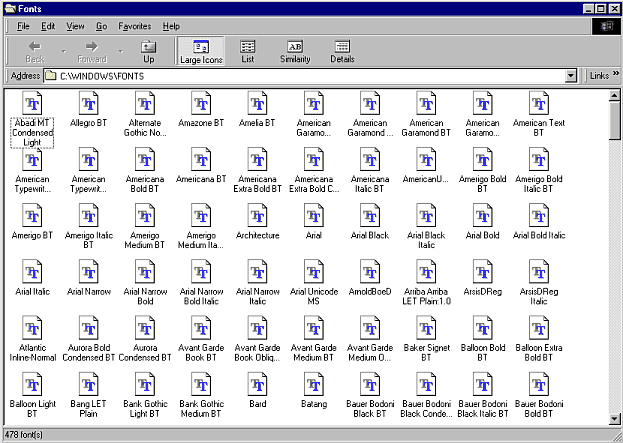 Fonts
File Edit View Go Favorites Help
Back Forward Up Large Icons List Similarity Details
Address C:\WINDOWS\FONTS Links »
Abadi MT Allegro BT Alternate Amazone BT Amelia BT American American American American American Text
Condensed Gothic No... Garamo... Garamond ... Garamond BT Garamo... BT
Light
American American Americana Americana BT Americana Americana Americana AmericanU... Amerigo Bold Amerigo Bold
Typewrit... Typewrit... Bold BT Extra Bold BT Extra Bold C... Italic BT BT Italic BT
Amerigo BT Amerigo Italic Amerigo Amerigo Architecture Arial Arial Black Arial Black Arial Bold Arial Bold Italic
BT Medium BT Medium Ita... Italic
Arial Italic Arial Narrow Arial Narrow Arial Narrow Arial Narrow Arial Unicode ArnoldBoeD Arriba Arriba ArsisDReg ArsisDReg
Bold Bold Italic Italic MS LET Plain:1.0 Italic
Atlantic Aurora Bold Aurora Avant Garde Avant Garde Avant Garde Avant Garde Baker Signet Balloon Bold Balloon Extra
Inline-Normal Condensed BT Condensed BT Book BT Book Obliq... Medium BT Medium O... BT BT Bold BT
Balloon Light Bang LET Bank Gothic Bank Gothic Bard Batang Bauer Bodoni Bauer Bodoni Bauer Bodoni Bauer Bodoni
BT Plain Light BT Medium BT Black BT Black Conde... Black Italic BT Bold BT
478 font(s)